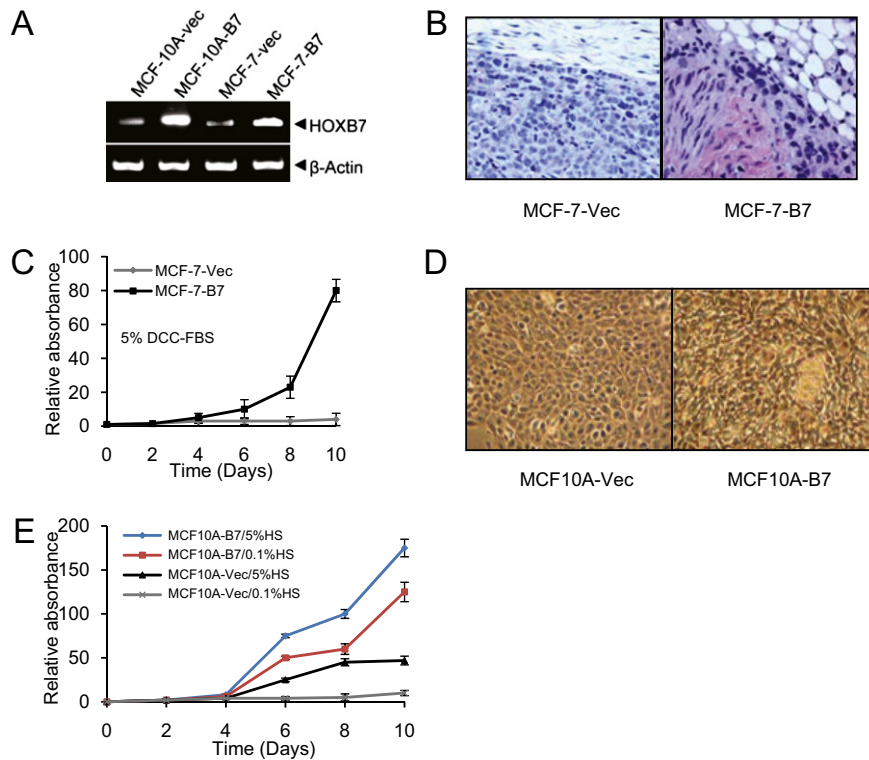 A
MCF-10A-vec
MCF-10A-B7
MCF-7-vec
MCF-7-B7
HOXB7
β-Actin
B
MCF-7-Vec
MCF-7-B7
C
Relative absorbance
100
80
60
40
20
0
MCF-7-Vec
MCF-7-B7
5% DCC-FBS
0 2 4 6 8 10
Time (Days)
D
MCF10A-Vec
MCF10A-B7
E
Relative absorbance
200
150
100
50
0
MCF10A-B7/5%HS
MCF10A-B7/0.1%HS
MCF10A-Vec/5%HS
MCF10A-Vec/0.1%HS
0 2 4 6 8 10
Time (Days)